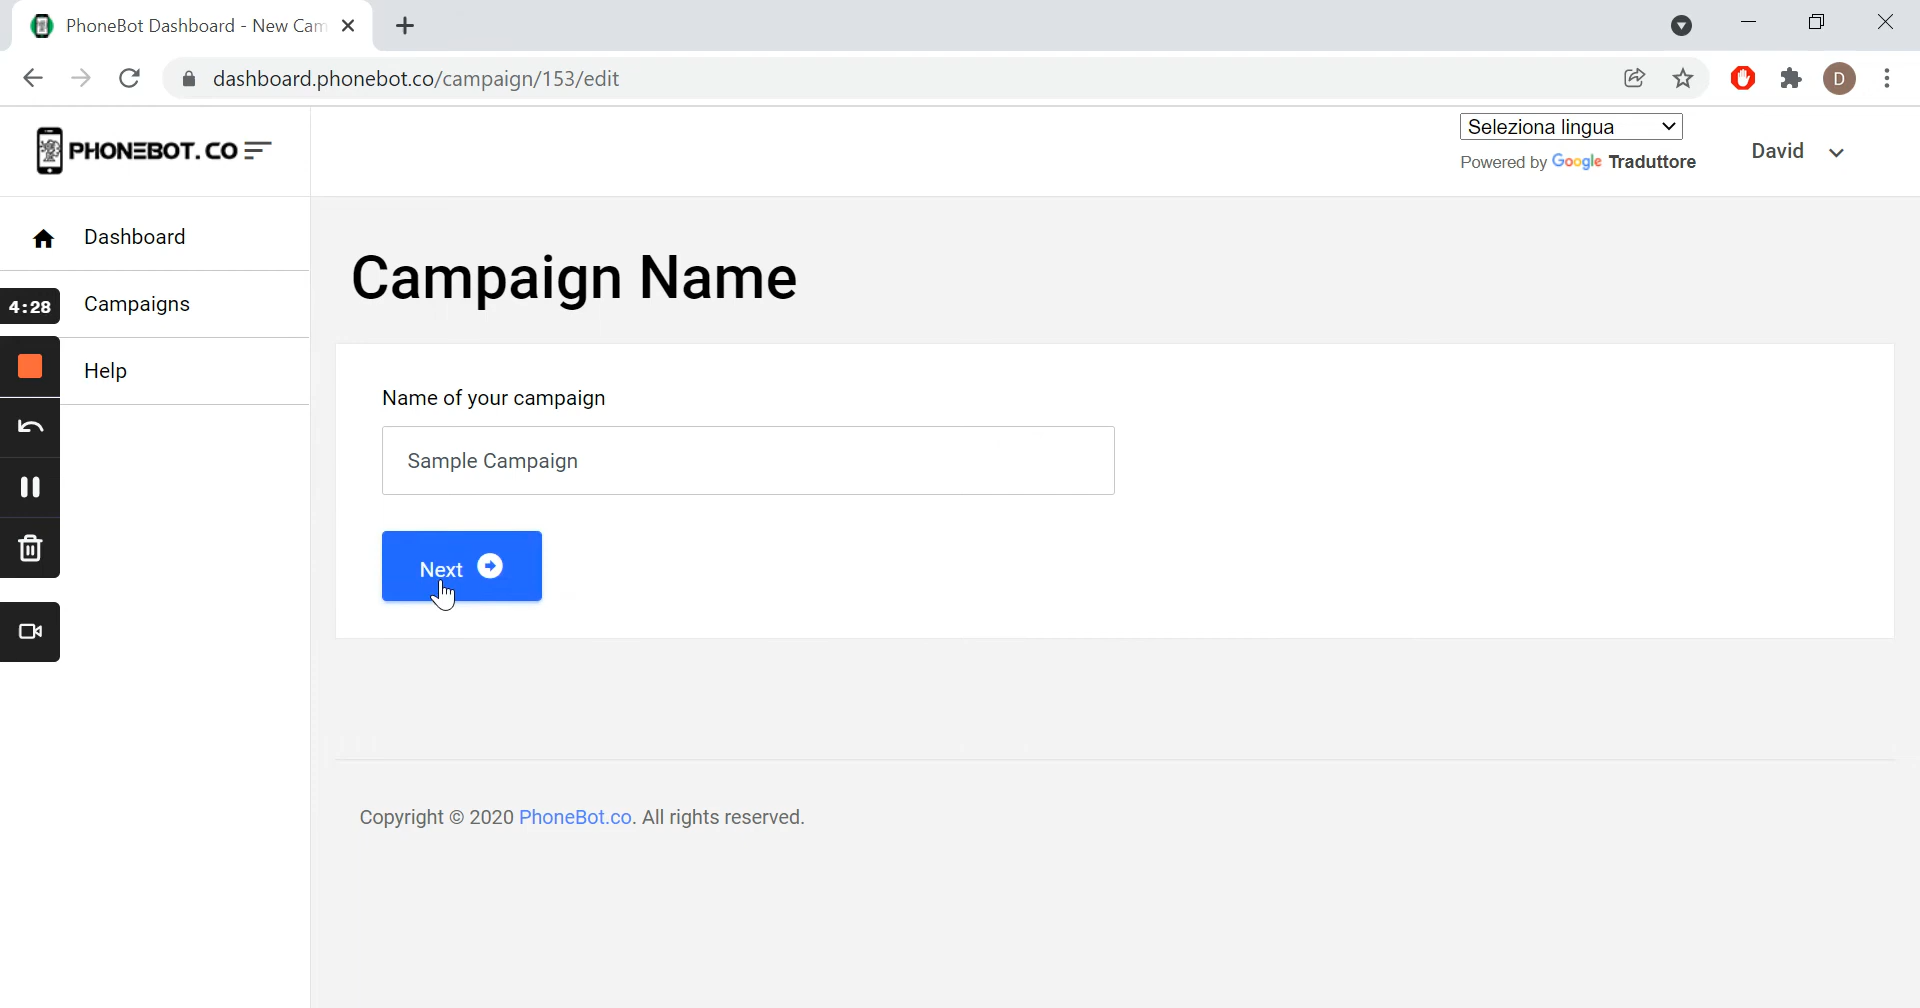 PhoneBot Dashboard - New Cam
dashboard.phonebot.co/campaign/153/edit
D
PHONEBOT.CO
Seleziona lingua
Powered by Google Traduttore
David
Dashboard
Campaigns
4:28
Help
Campaign Name
Name of your campaign
Sample Campaign
Next
Copyright © 2020 PhoneBot.co. All rights reserved.